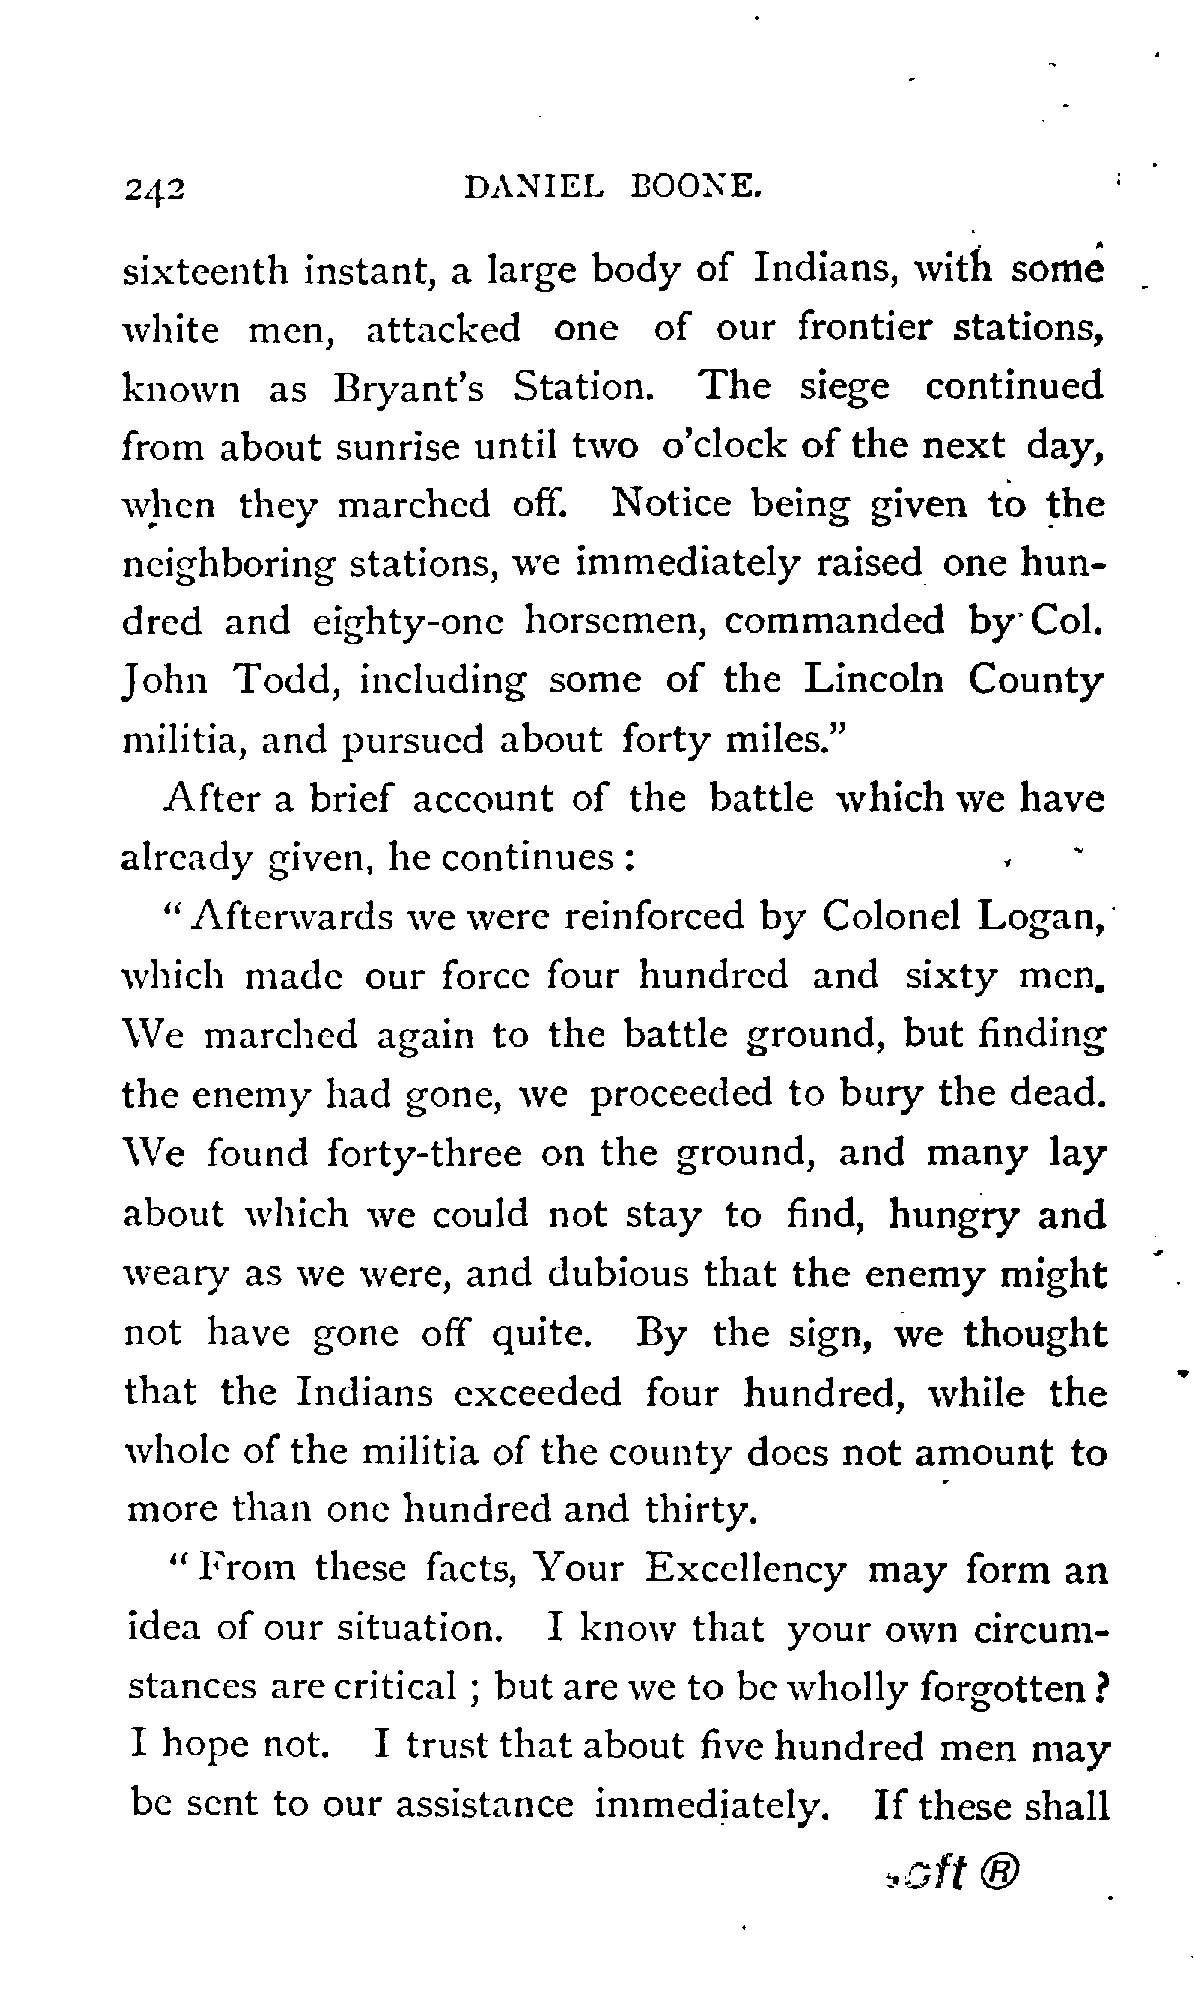 242 DANIEL BOONE.
sixteenth instant, a large body of Indians, with some
white men, attacked one of our frontier stations,
known as Bryant's Station. The siege continued
from about sunrise until two o'clock of the next day,
when they marched off. Notice being given to the
neighboring stations, we immediately raised one hun-
dred and eighty-one horsemen, commanded by Col.
John Todd, including some of the Lincoln County
militia, and pursued about forty miles."
After a brief account of the battle which we have
already given, he continues :
"Afterwards we were reinforced by Colonel Logan,
which made our force four hundred and sixty men.
We marched again to the battle ground, but finding
the enemy had gone, we proceeded to bury the dead.
We found forty-three on the ground, and many lay
about which we could not stay to find, hungry and
weary as we were, and dubious that the enemy might
not have gone off quite. By the sign, we thought
that the Indians exceeded four hundred, while the
whole of the militia of the county does not amount to
more than one hundred and thirty.
"From these facts, Your Excellency may form an
idea of our situation. I know that your own circum-
stances are critical ; but are we to be wholly forgotten ?
I hope not. I trust that about five hundred men may
be sent to our assistance immediately. If these shall
®